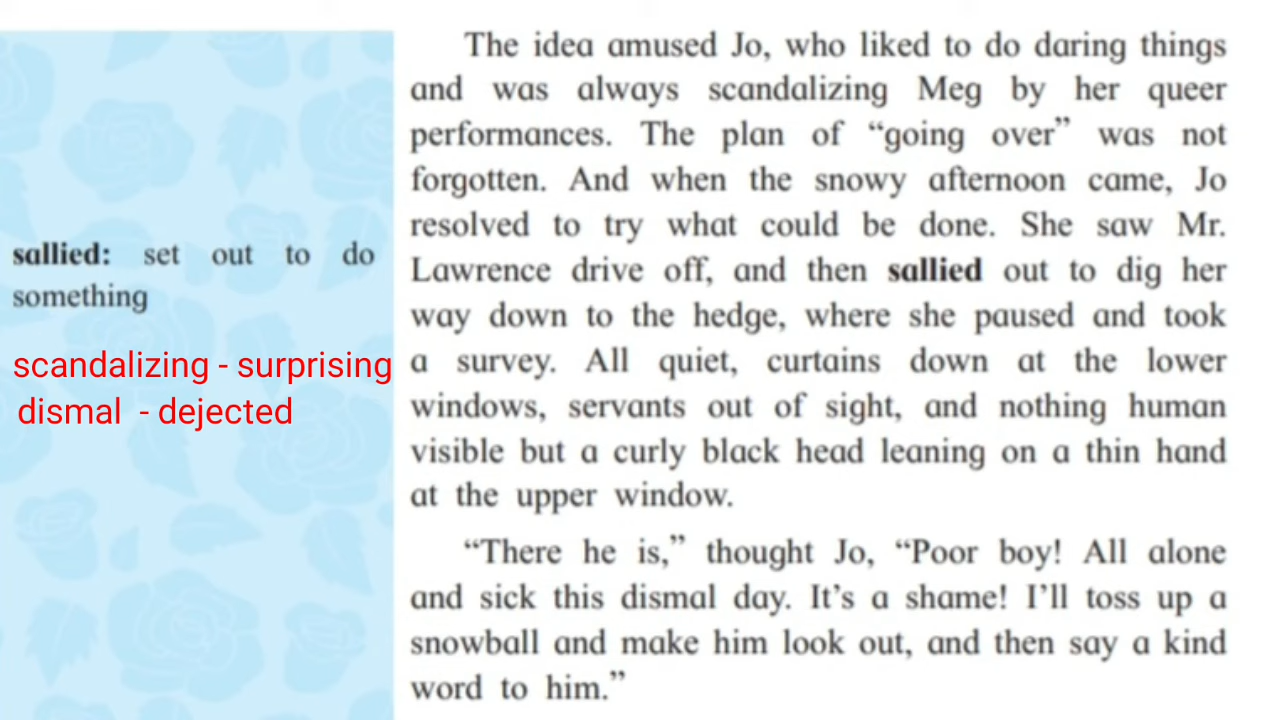 sallied: set out to do
something
scandalizing - surprising
dismal - dejected
The idea amused Jo, who liked to do daring things
and was always scandalizing Meg by her queer
performances. The plan of “going over” was not
forgotten. And when the snowy afternoon came, Jo
resolved to try what could be done. She saw Mr.
Lawrence drive off, and then sallied out to dig her
way down to the hedge, where she paused and took
a survey. All quiet, curtains down at the lower
windows, servants out of sight, and nothing human
visible but a curly black head leaning on a thin hand
at the upper window.
“There he is,” thought Jo, “Poor boy! All alone
and sick this dismal day. It’s a shame! I’ll toss up a
snowball and make him look out, and then say a kind
word to him.”